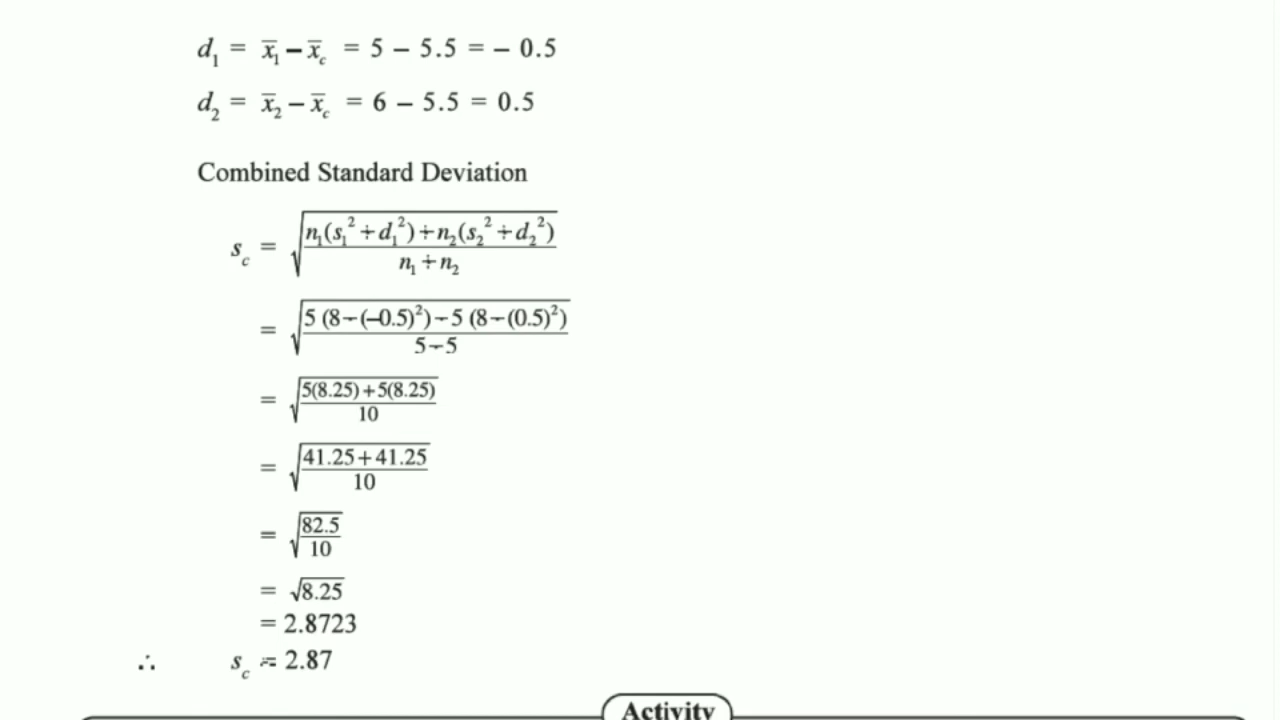 d₁ = x̄₁ − x̄c = 5 − 5.5 = − 0.5
d₂ = x̄₂ − x̄c = 6 − 5.5 = 0.5
Combined Standard Deviation
sc = √((n₁(s₁² ÷ d₁²) ÷ n₂(s₂² ÷ d₂²)) / (n₁ ÷ n₂))
= √((5 (8−(−0.5)²) − 5 (8−(0.5)²)) / (5−5))
= √((5(8.25) + 5(8.25)) / 10)
= √((41.25 + 41.25) / 10)
= √(82.5 / 10)
= √8.25
= 2.8723
∴ sc = 2.87
Activity